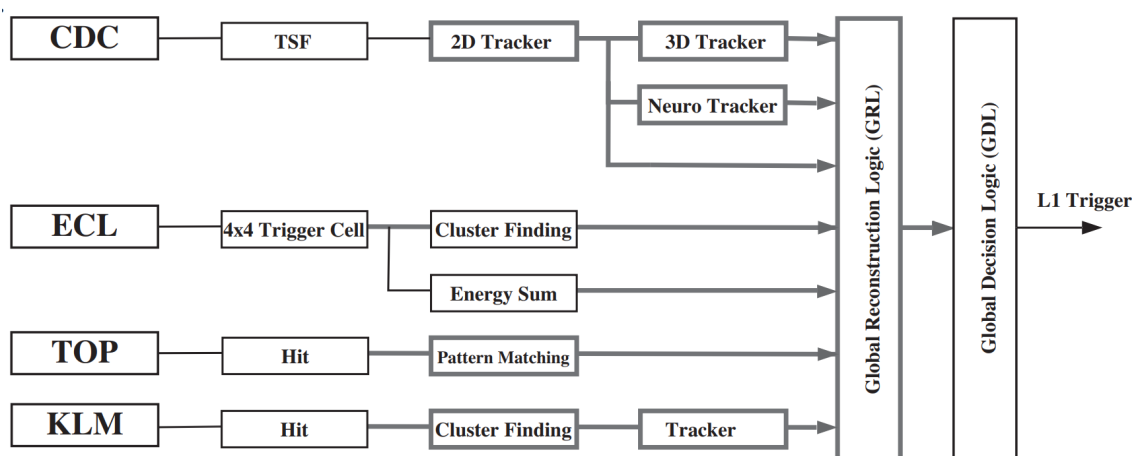 CDC
TSF
2D Tracker
3D Tracker
Neuro Tracker
ECL
4x4 Trigger Cell
Cluster Finding
Energy Sum
TOP
Hit
Pattern Matching
KLM
Hit
Cluster Finding
Tracker
Global Reconstruction Logic (GRL)
Global Decision Logic (GDL)
L1 Trigger